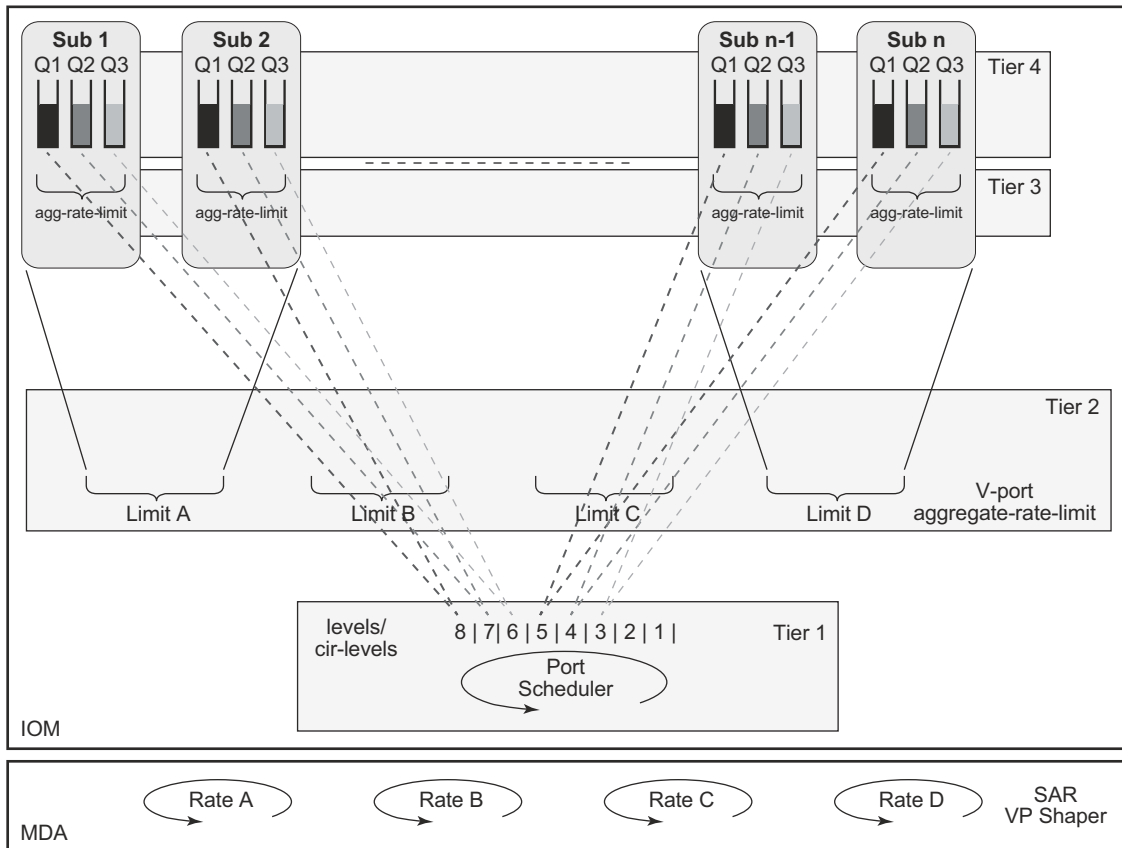 Sub 1
Sub 2
Sub n-1
Sub n
Q1 Q2 Q3
Q1 Q2 Q3
Q1 Q2 Q3
Q1 Q2 Q3
Tier 4
Tier 3
agg-rate-limit
agg-rate-limit
agg-rate-limit
agg-rate-limit
Tier 2
Limit A
Limit B
Limit C
Limit D
V-port
aggregate-rate-limit
levels/
cir-levels
8 | 7| 6 | 5 | 4 | 3 | 2 | 1 |
Tier 1
Port
Scheduler
IOM
Rate A
Rate B
Rate C
Rate D
SAR
VP Shaper
MDA